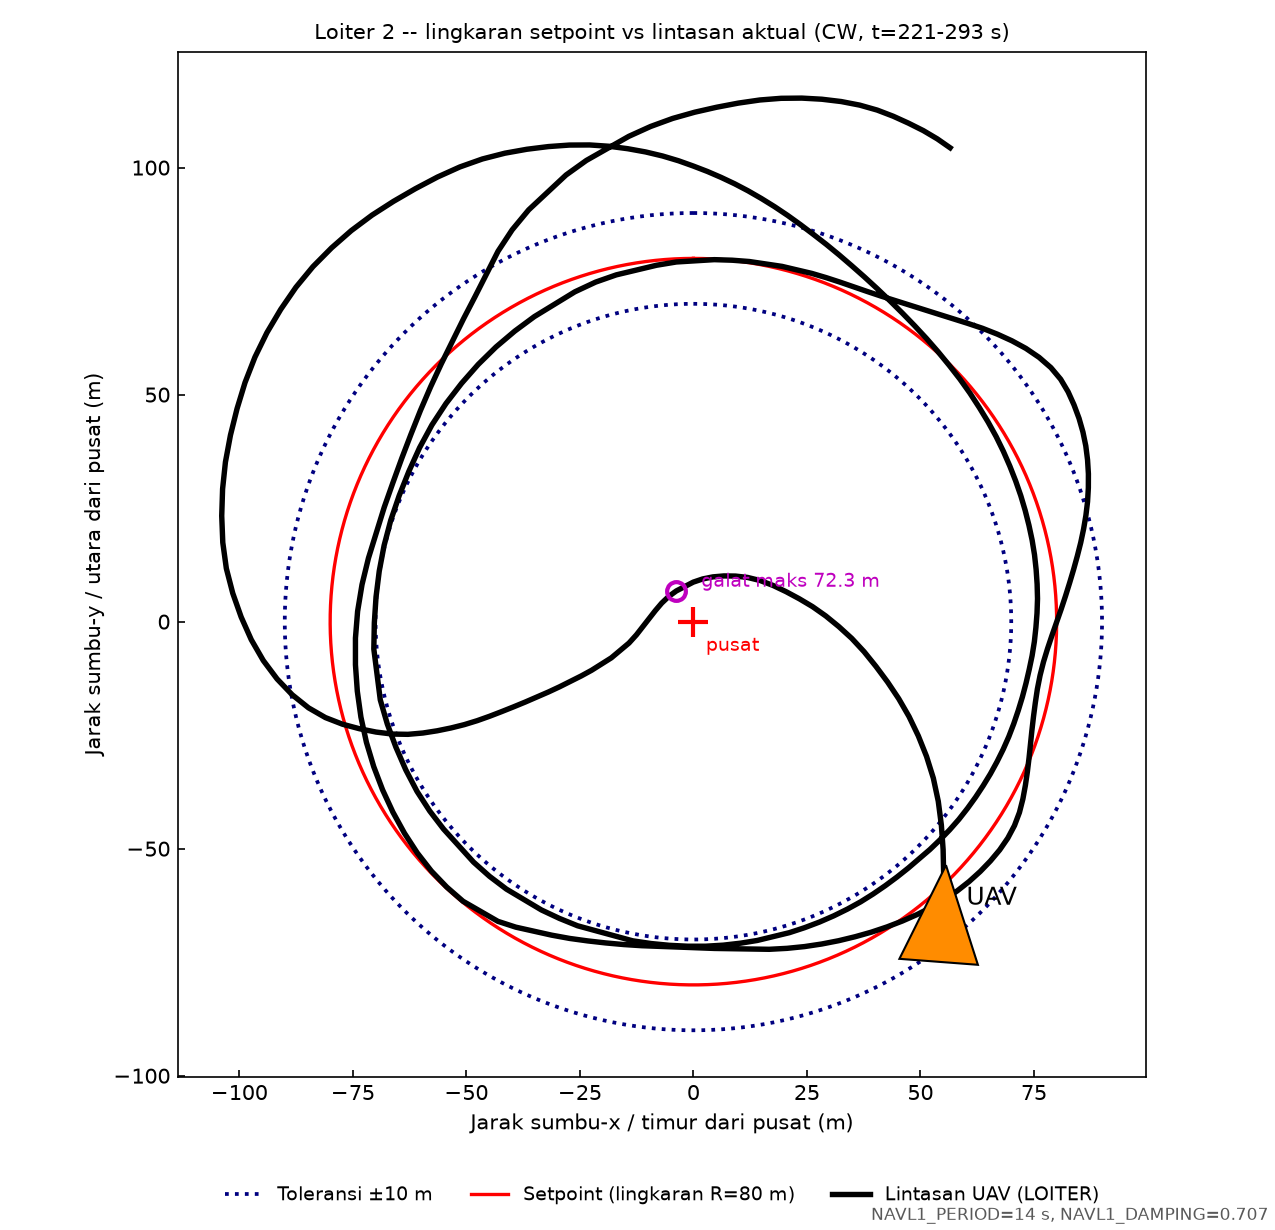 Loiter 2 -- lingkaran setpoint vs lintasan aktual (CW, t=221-293 s)
Jarak sumbu-y / utara dari pusat (m)
100
50
0
−50
−100
galat maks 72.3 m
pusat
UAV
−100 −75 −50 −25 0 25 50 75
Jarak sumbu-x / timur dari pusat (m)
Toleransi ±10 m Setpoint (lingkaran R=80 m) Lintasan UAV (LOITER)
NAVL1_PERIOD=14 s, NAVL1_DAMPING=0.707